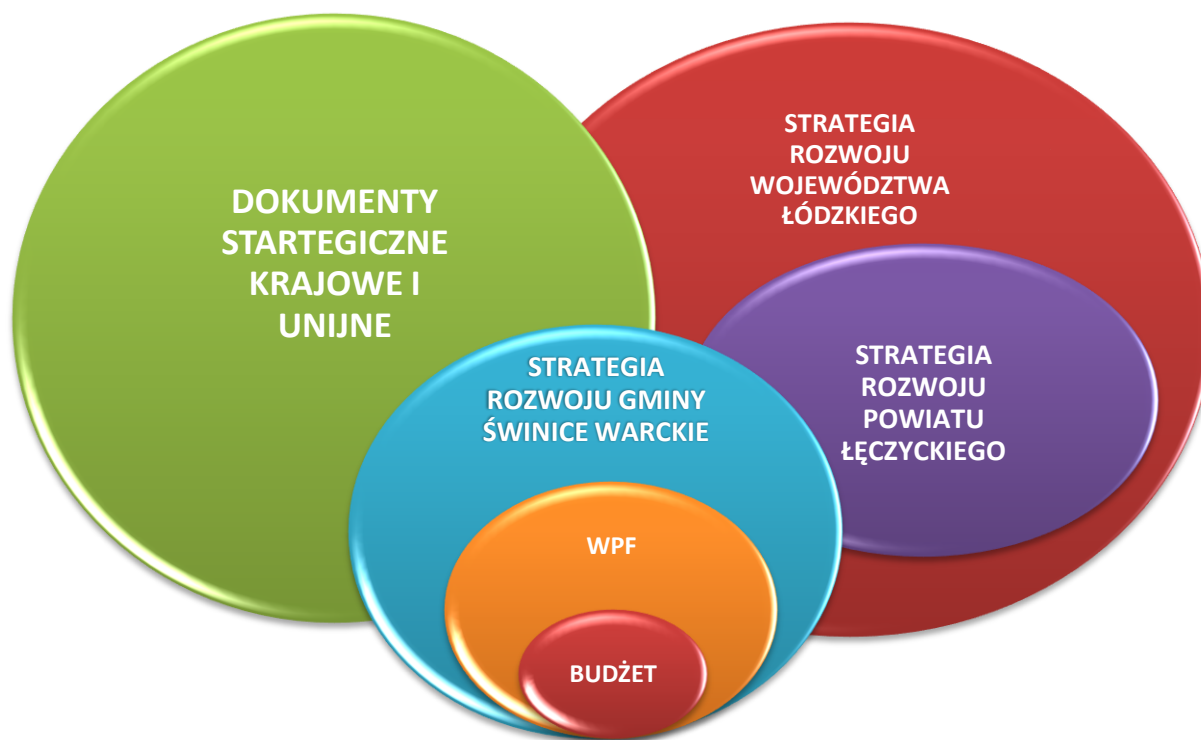 DOKUMENTY
STARTEGICZNE
KRAJOWE I
UNIJNE
STRATEGIA
ROZWOJU
WOJEWÓDZTWA
ŁÓDZKIEGO
STRATEGIA
ROZWOJU GMINY
ŚWINICE WARCKIE
STRATEGIA
ROZWOJU
POWIATU
ŁĘCZYCKIEGO
WPF
BUDŻET